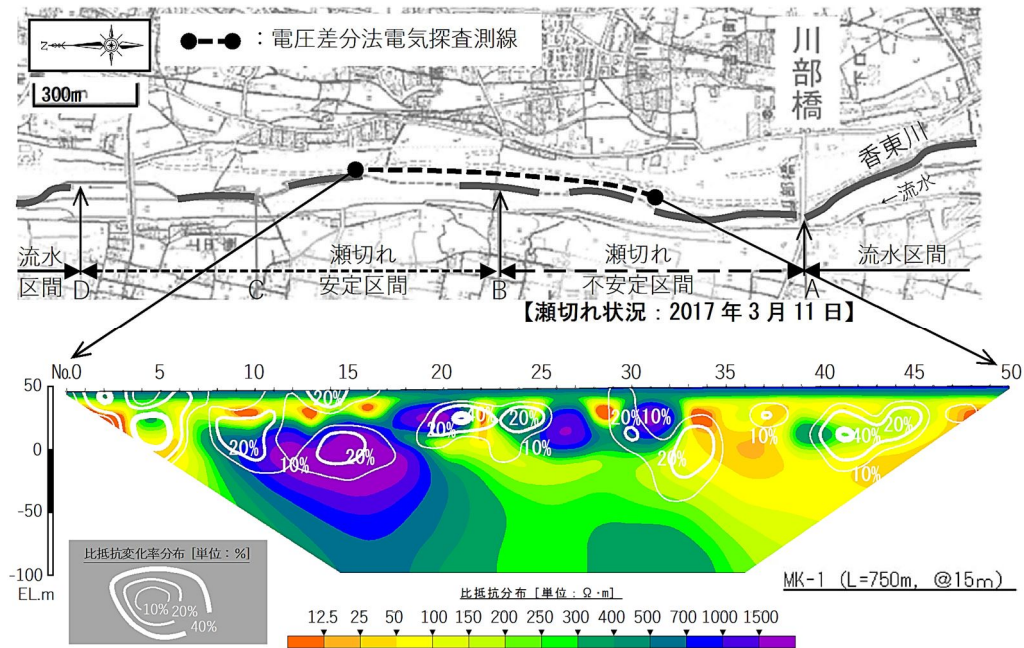 Z
●━━●：電圧差分法電気探査測線
300m
川部橋
香東川
←流水
流水
区間
D
瀬切れ
安定区間
C
B
瀬切れ
不安定区間
A
流水区間
【瀬切れ状況：2017年3月11日】
No.0 5 10 15 20 25 30 35 40 45 50
50
0
-50
-100
EL.m
20%
20%
10%
20%
20%
40%
20%
10%
20%
10%
20%
10%
40%
10%
比抵抗変化率分布 [単位：%]
10% 20%
40%
MK-1 (L=750m, @15m)
比抵抗分布 [単位：Ω·m]
12.5 25 50 100 150 200 250 300 400 500 700 1000 1500